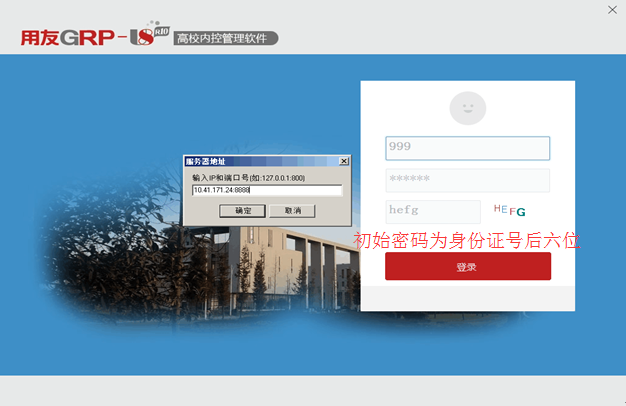 用友GRP-U8 R10 高校内控管理软件
服务器地址
输入IP和端口号(如:127.0.0.1:800)
10.41.171.24:8888
确定 取消
999
******
hefg HEFG
初始密码为身份证号后六位
登录